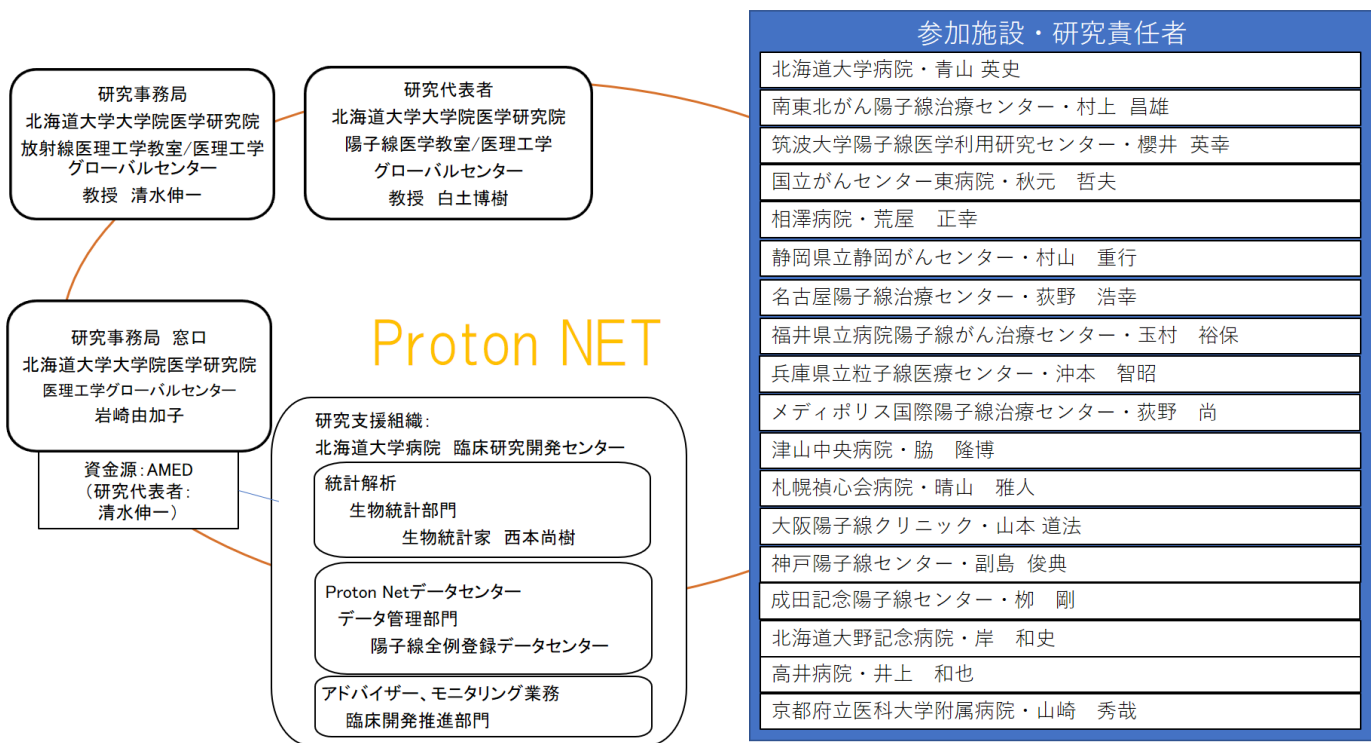 研究事務局
北海道大学大学院医学研究院
放射線医理工学教室/医理工学
グローバルセンター
教授 清水伸一
研究代表者
北海道大学大学院医学研究院
陽子線医学教室/医理工学
グローバルセンター
教授 白土博樹
研究事務局 窓口
北海道大学大学院医学研究院
医理工学グローバルセンター
岩崎由加子
資金源:AMED
(研究代表者:
清水伸一)
Proton NET
研究支援組織:
北海道大学病院 臨床研究開発センター
統計解析
生物統計部門
生物統計家 西本尚樹
Proton Netデータセンター
データ管理部門
陽子線全例登録データセンター
アドバイザー、モニタリング業務
臨床開発推進部門
参加施設・研究責任者
北海道大学病院・青山 英史
南東北がん陽子線治療センター・村上 昌雄
筑波大学陽子線医学利用研究センター・櫻井 英幸
国立がんセンター東病院・秋元 哲夫
相澤病院・荒屋 正幸
静岡県立静岡がんセンター・村山 重行
名古屋陽子線治療センター・荻野 浩幸
福井県立病院陽子線がん治療センター・玉村 裕保
兵庫県立粒子線医療センター・沖本 智昭
メディポリス国際陽子線治療センター・荻野 尚
津山中央病院・脇 隆博
札幌禎心会病院・晴山 雅人
大阪陽子線クリニック・山本 道法
神戸陽子線センター・副島 俊典
成田記念陽子線センター・栁 剛
北海道大野記念病院・岸 和史
高井病院・井上 和也
京都府立医科大学附属病院・山崎 秀哉